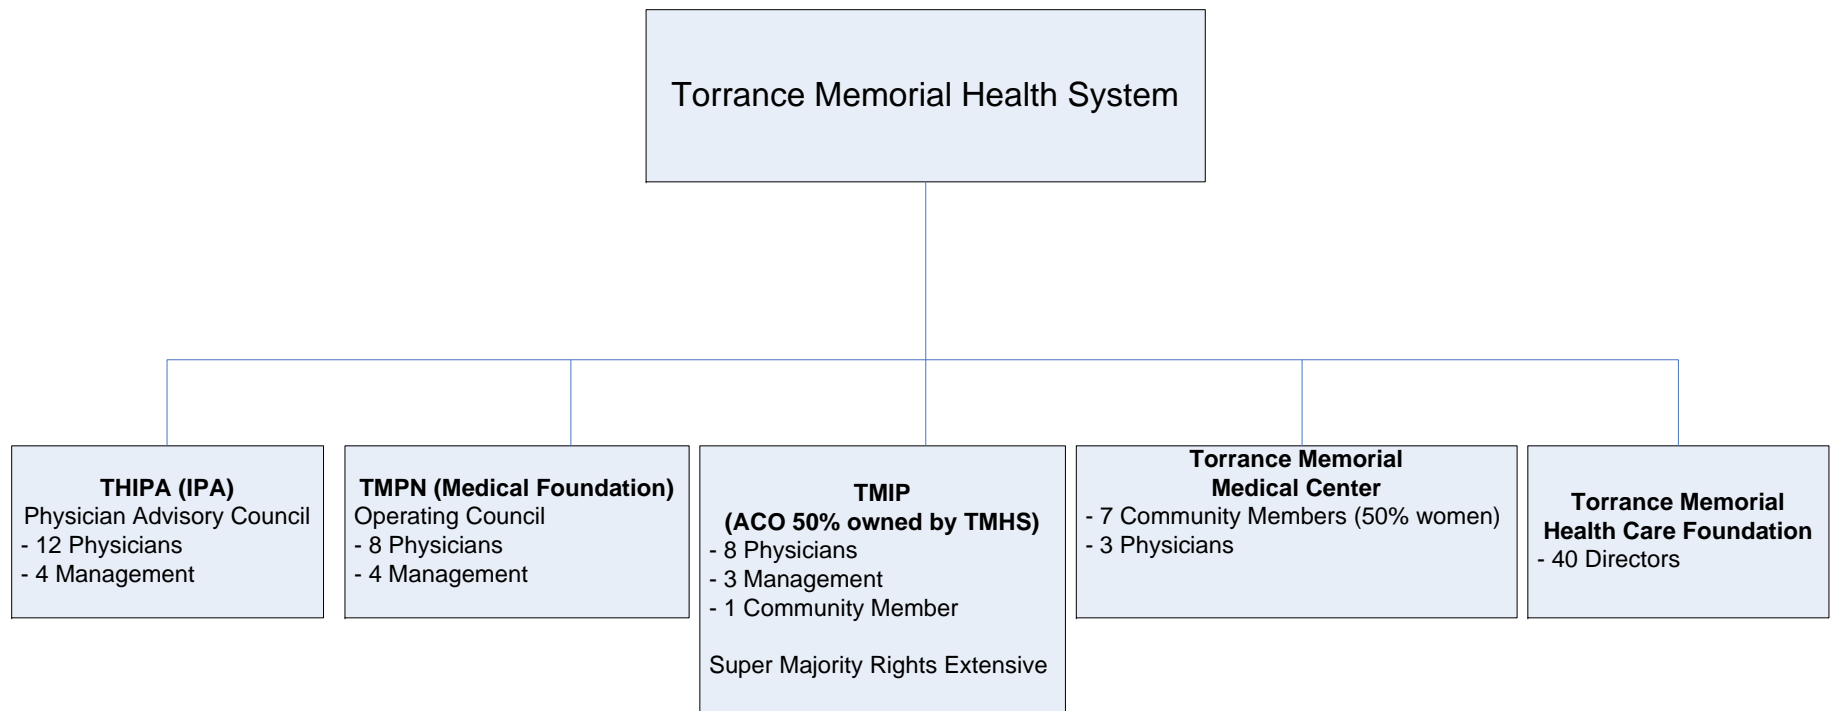 Torrance Memorial Health System
THIPA (IPA)
Physician Advisory Council
- 12 Physicians
- 4 Management
TMPN (Medical Foundation)
Operating Council
- 8 Physicians
- 4 Management
TMIP
(ACO 50% owned by TMHS)
- 8 Physicians
- 3 Management
- 1 Community Member
Super Majority Rights Extensive
Torrance Memorial
Medical Center
- 7 Community Members (50% women)
- 3 Physicians
Torrance Memorial
Health Care Foundation
- 40 Directors